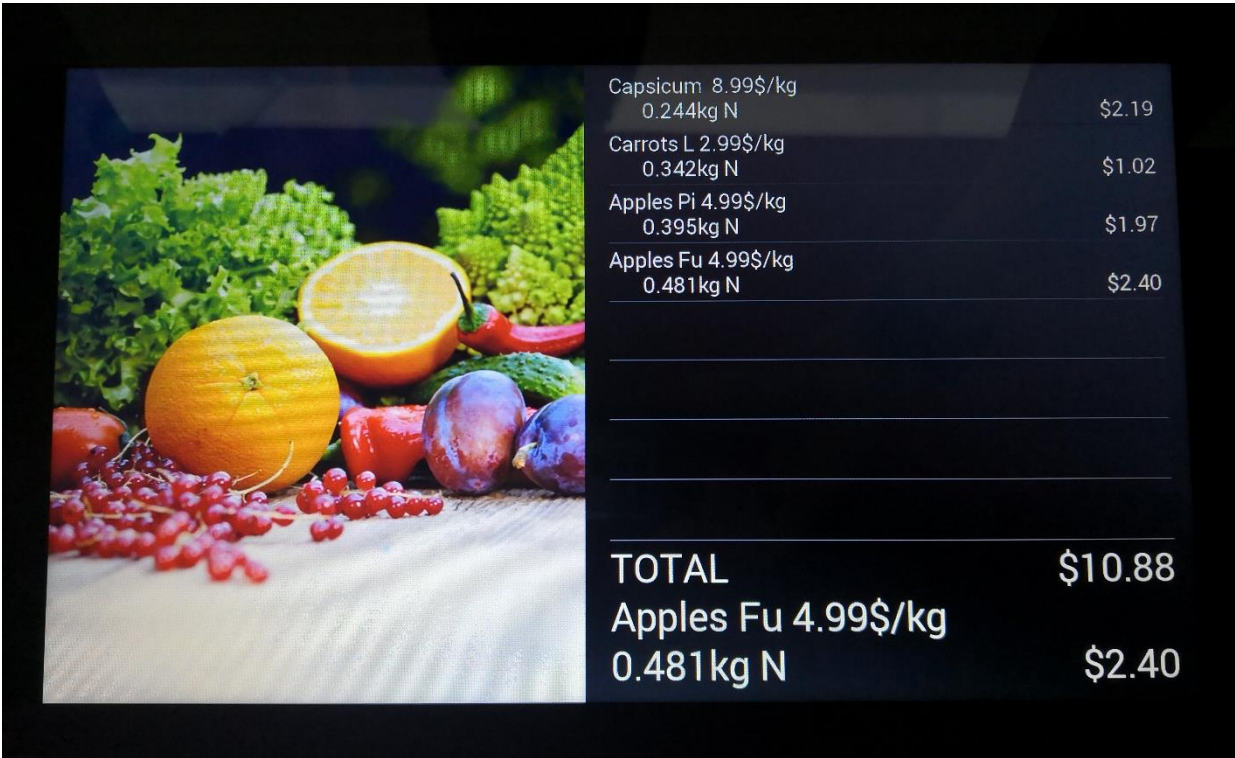 Capsicum 8.99$/kg
0.244kg N $2.19
Carrots L 2.99$/kg
0.342kg N $1.02
Apples Pi 4.99$/kg
0.395kg N $1.97
Apples Fu 4.99$/kg
0.481kg N $2.40
TOTAL $10.88
Apples Fu 4.99$/kg
0.481kg N $2.40